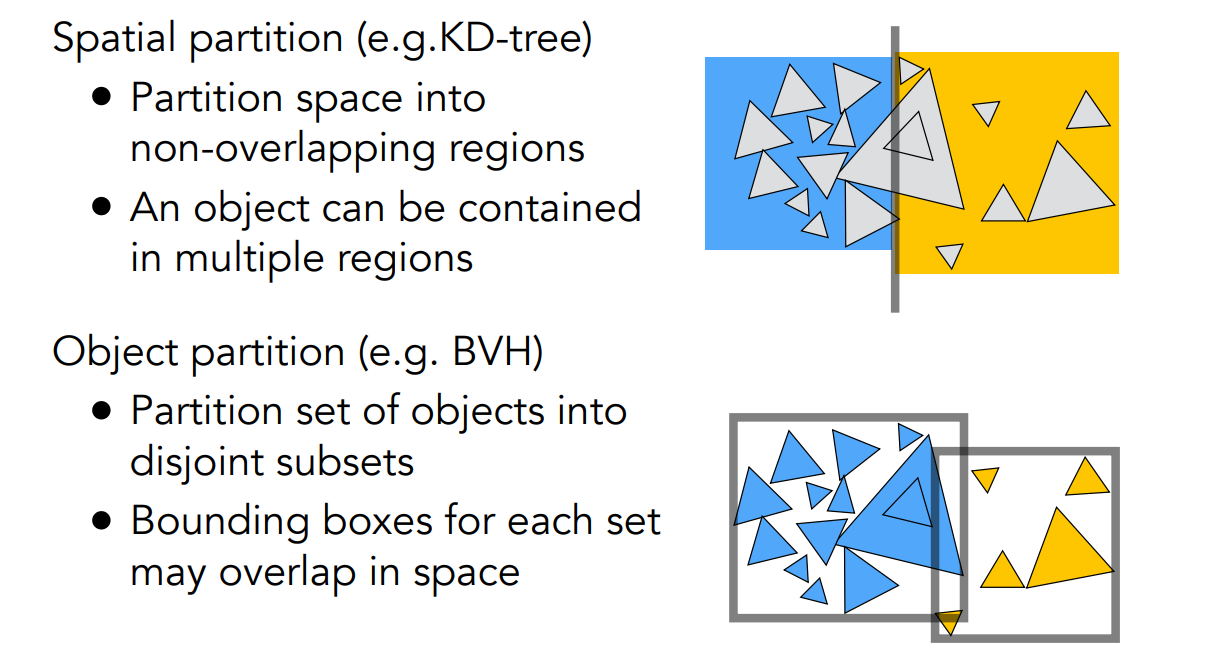 Spatial partition (e.g.KD-tree)
● Partition space into
non-overlapping regions
● An object can be contained
in multiple regions
Object partition (e.g. BVH)
● Partition set of objects into
disjoint subsets
● Bounding boxes for each set
may overlap in space